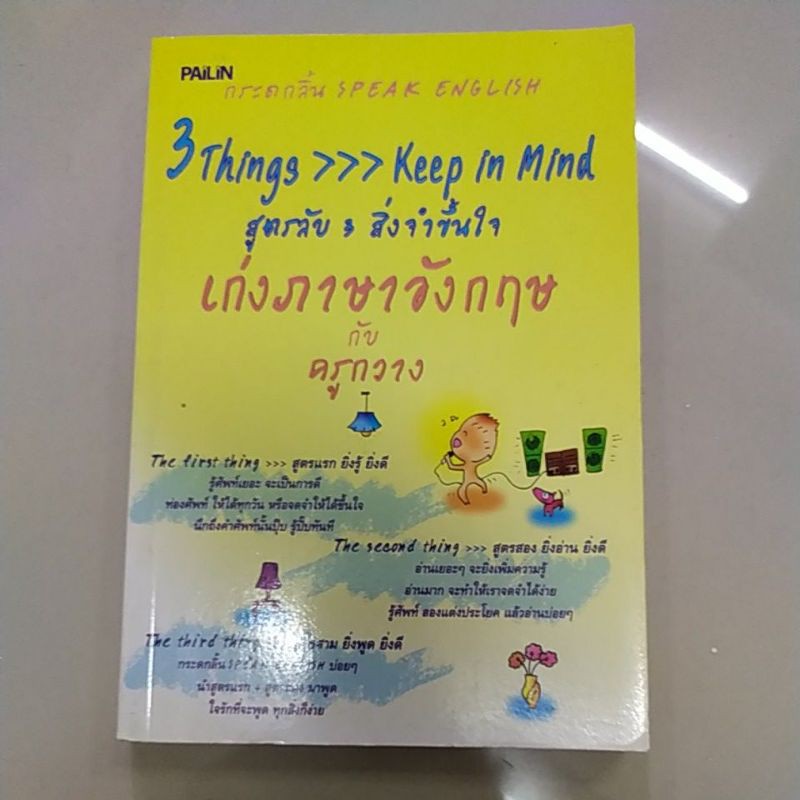 PAiLiN
กระดกลิ้น SPEAK ENGLISH
3 Things >>> Keep in Mind
สูตรลับ 3 สิ่งจำขึ้นใจ
เก่งภาษาอังกฤษ
กับ
ครูกวาง
The first thing >>> สูตรแรก ยิ่งรู้ ยิ่งดี
รู้ศัพท์เยอะ จะเป็นการดี
ท่องศัพท์ ให้ได้ทุกวัน หรือจดจำให้ได้ขึ้นใจ
นึกถึงคำศัพท์นั้นปุ๊บ รู้ปั๊บทันที
The second thing >>> สูตรสอง ยิ่งอ่าน ยิ่งดี
อ่านเยอะๆ จะยิ่งเพิ่มความรู้
อ่านมาก จะทำให้เราจดจำได้ง่าย
รู้ศัพท์ ลองแต่งประโยค แล้วอ่านบ่อยๆ
The third thing ยิ่งพูด ยิ่งดี
กระดกลิ้น SPEAK ENGLISH บ่อยๆ
นำสูตรแรก + สูตรสอง มาพูด
ใจรักที่จะพูด ทุกสิ่งก็ง่าย